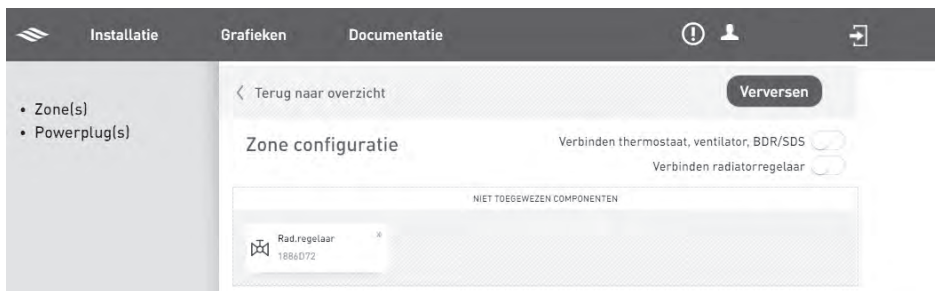 Installatie Grafieken Documentatie
• Zone(s)
• Powerplug(s)
Terug naar overzicht Verversen
Zone configuratie
Verbinden thermostaat, ventilator, BDR/SDS
Verbinden radiatorregelaar
NIET TOEGEWEZEN COMPONENTEN
Rad.regelaar
1886D72